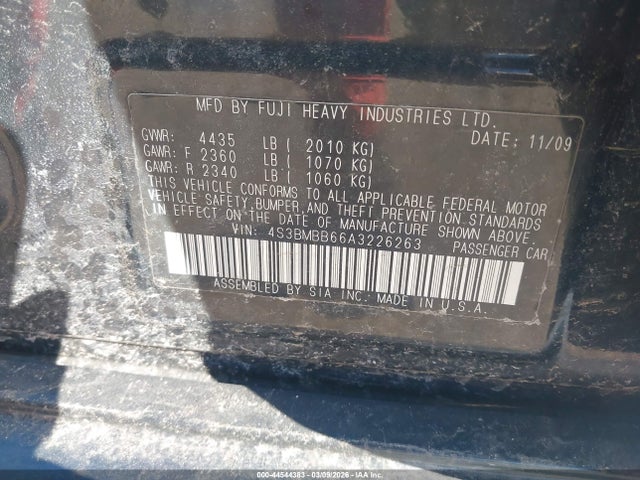 MFD BY FUJI HEAVY INDUSTRIES LTD.
DATE: 11/09
GVWR: 4435 LB ( 2010 KG)
GAWR: F 2360 LB ( 1070 KG)
GAWR: R 2340 LB ( 1060 KG)
THIS VEHICLE CONFORMS TO ALL APPLICABLE FEDERAL MOTOR
VEHICLE SAFETY,BUMPER,AND THEFT PREVENTION STANDARDS
IN EFFECT ON THE DATE OF MANUFACTURE SHOWN ABOVE.
VIN: 4S3BMBB66A3226263 PASSENGER CAR
ASSEMBLED BY SIA INC. MADE IN U.S.A.
000-44544383 - 03/09/2026 - IAA Inc.